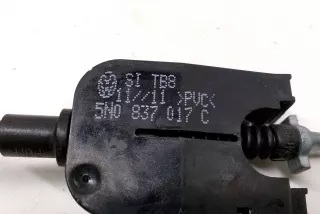 SI TB8
11//11 >PVC<
5N0 837 017 C